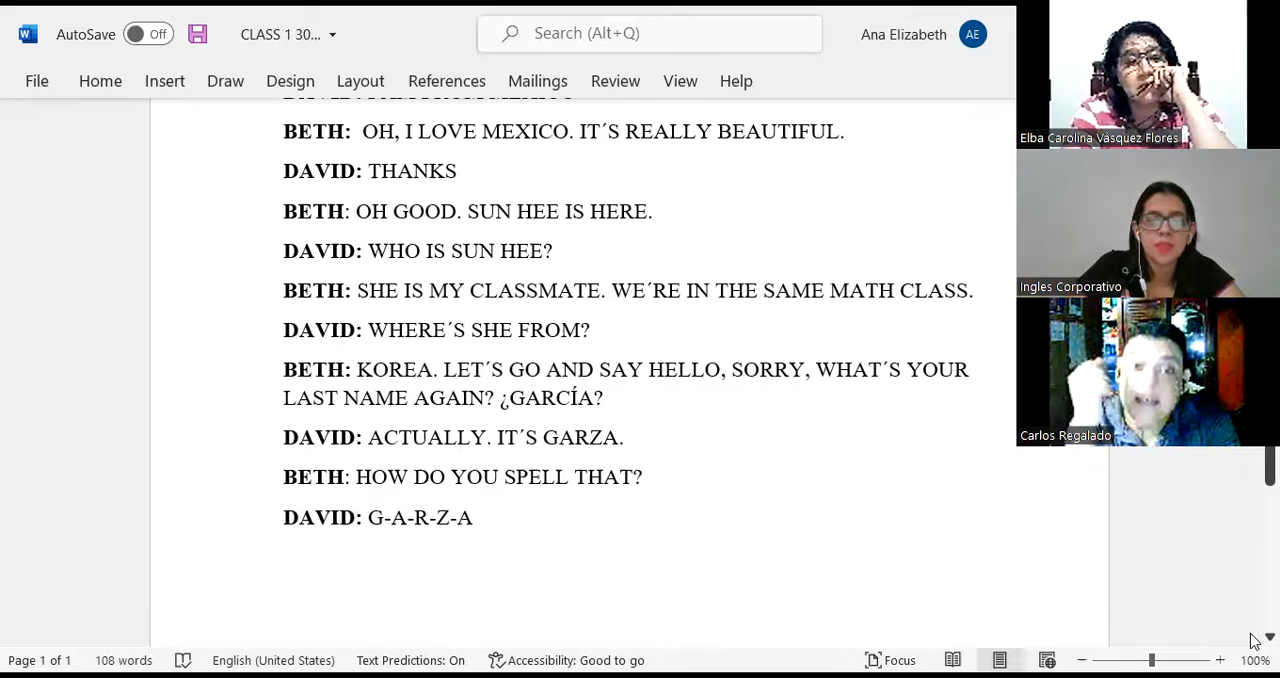 AutoSave Off CLASS 1 30... Search (Alt+Q) Ana Elizabeth AE
File Home Insert Draw Design Layout References Mailings Review View Help
BETH: OH, I LOVE MEXICO. IT´S REALLY BEAUTIFUL.
DAVID: THANKS
BETH: OH GOOD. SUN HEE IS HERE.
DAVID: WHO IS SUN HEE?
BETH: SHE IS MY CLASSMATE. WE´RE IN THE SAME MATH CLASS.
DAVID: WHERE´S SHE FROM?
BETH: KOREA. LET´S GO AND SAY HELLO, SORRY, WHAT´S YOUR
LAST NAME AGAIN? ¿GARCÍA?
DAVID: ACTUALLY. IT´S GARZA.
BETH: HOW DO YOU SPELL THAT?
DAVID: G-A-R-Z-A
Elba Carolina Vásquez Flores
Ingles Corporativo
Carlos Regalado
Page 1 of 1 108 words English (United States) Text Predictions: On Accessibility: Good to go Focus 100%